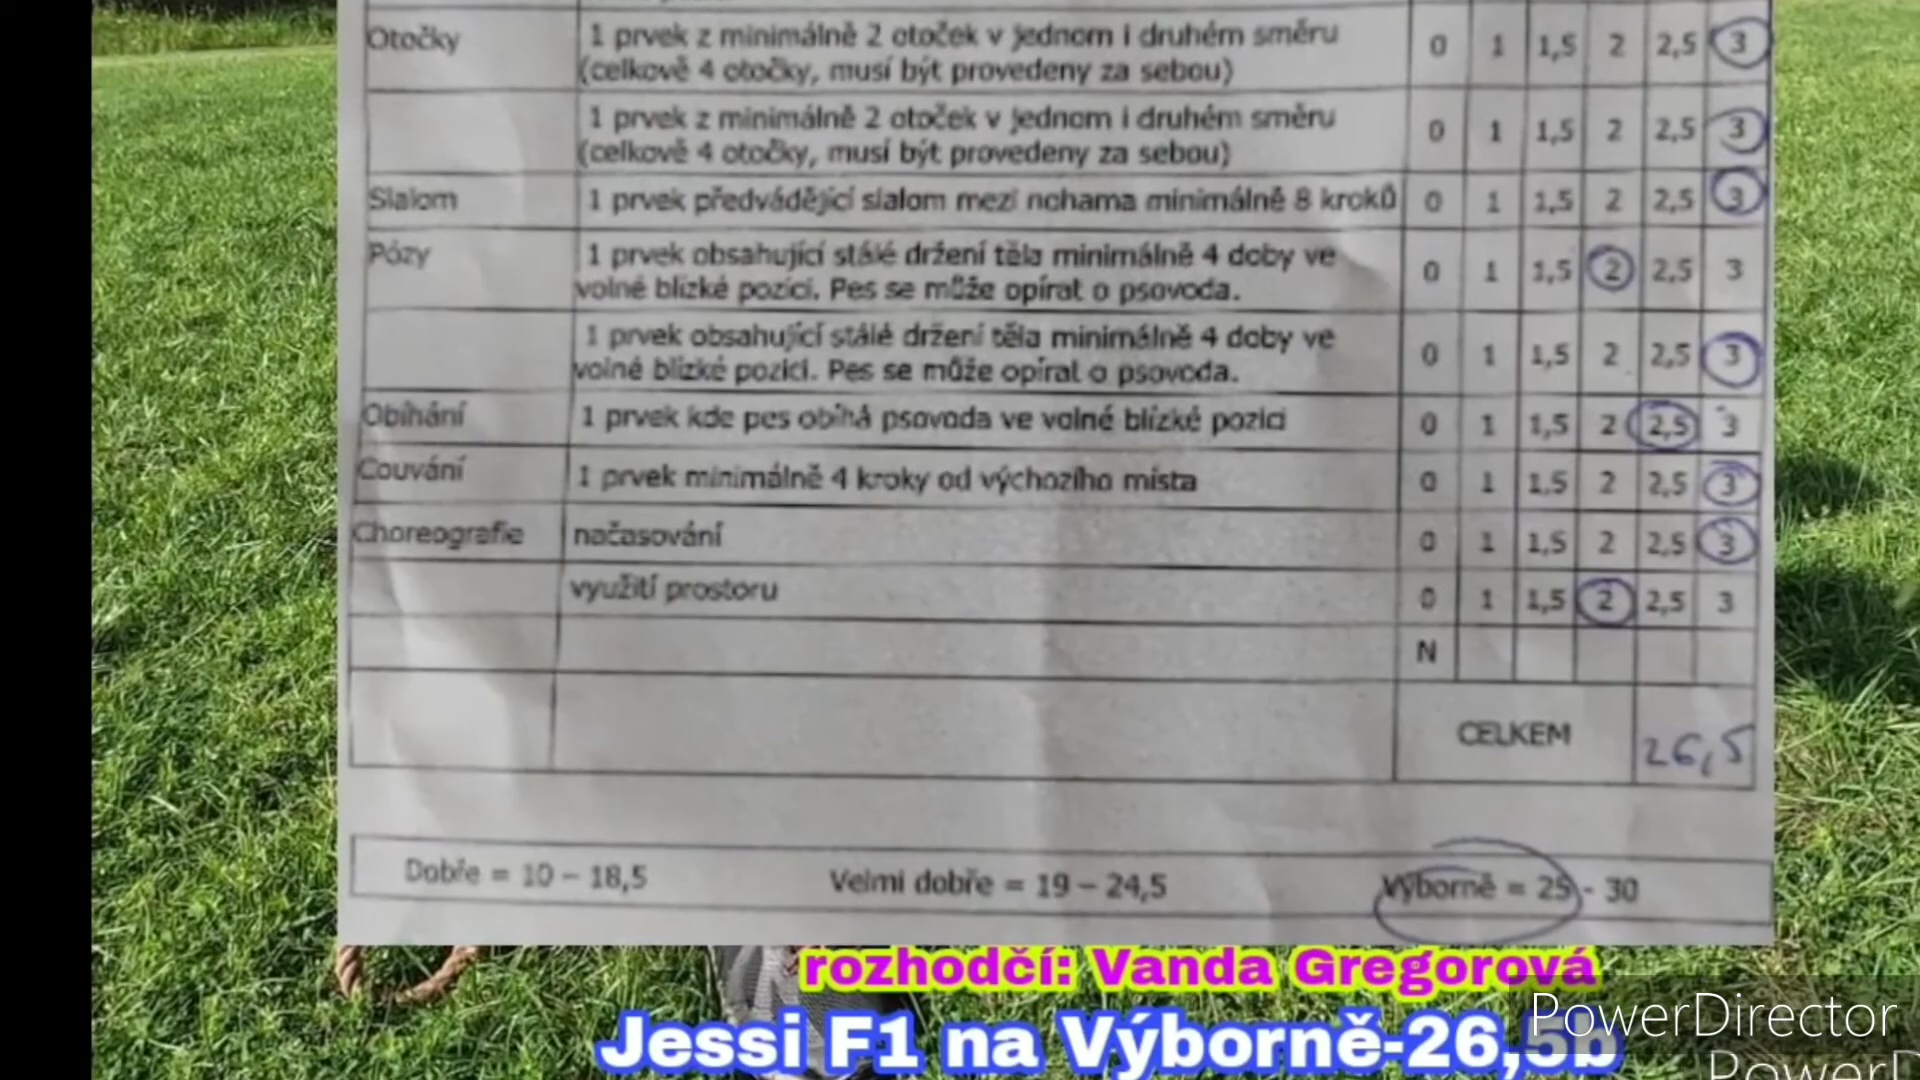 Otočky 1 prvek z minimálně 2 otoček v jednom i druhém směru 0 1 1,5 2 2,5 3
(celkově 4 otočky, musí být provedeny za sebou)
1 prvek z minimálně 2 otoček v jednom i druhém směru 0 1 1,5 2 2,5 3
(celkově 4 otočky, musí být provedeny za sebou)
Slalom 1 prvek předvádějící slalom mezi nohama minimálně 8 kroků 0 1 1,5 2 2,5 3
Pózy 1 prvek obsahující stálé držení těla minimálně 4 doby ve 0 1 1,5 2 2,5 3
volné blízké pozici. Pes se může opírat o psovoda.
1 prvek obsahující stálé držení těla minimálně 4 doby ve 0 1 1,5 2 2,5 3
volné blízké pozici. Pes se může opírat o psovoda.
Obíhání 1 prvek kde pes obíhá psovoda ve volné blízké pozici 0 1 1,5 2 2,5 3
Couvání 1 prvek minimálně 4 kroky od výchozího místa 0 1 1,5 2 2,5 3
Choreografie načasování 0 1 1,5 2 2,5 3
využití prostoru 0 1 1,5 2 2,5 3
N
CELKEM 26,5
Dobře = 10 – 18,5 Velmi dobře = 19 – 24,5 Výborně = 25 - 30
rozhodčí: Vanda Gregorová
Jessi F1 na Výborně-26,5b
PowerDirector